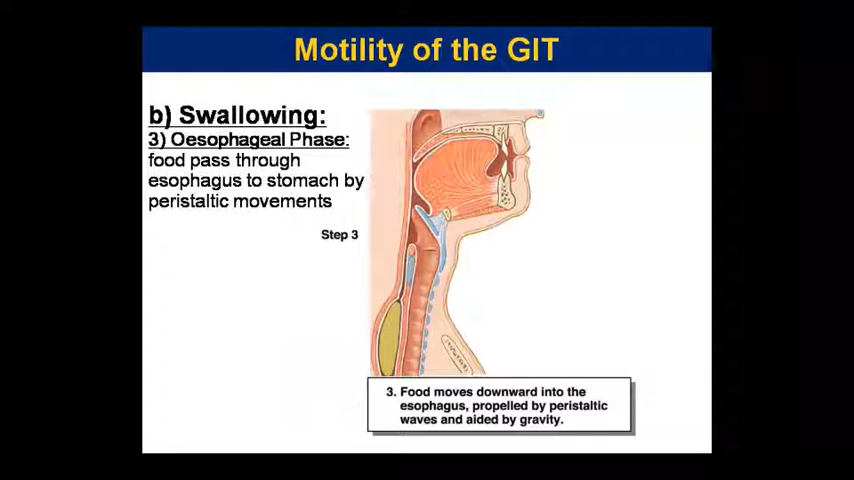 Motility of the GIT
b) Swallowing:
3) Oesophageal Phase:
food pass through
esophagus to stomach by
peristaltic movements
Step 3
3. Food moves downward into the
esophagus, propelled by peristaltic
waves and aided by gravity.